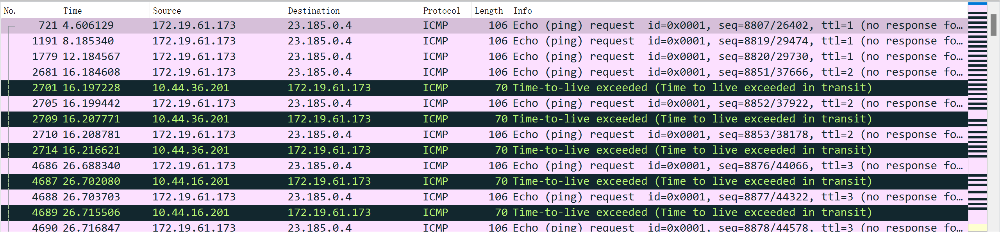 No. Time Source Destination Protocol Length Info
721 4.606129 172.19.61.173 23.185.0.4 ICMP 106 Echo (ping) request id=0x0001, seq=8807/26402, ttl=1 (no response fo…
1191 8.185340 172.19.61.173 23.185.0.4 ICMP 106 Echo (ping) request id=0x0001, seq=8819/29474, ttl=1 (no response fo…
1779 12.184567 172.19.61.173 23.185.0.4 ICMP 106 Echo (ping) request id=0x0001, seq=8820/29730, ttl=1 (no response fo…
2681 16.184608 172.19.61.173 23.185.0.4 ICMP 106 Echo (ping) request id=0x0001, seq=8851/37666, ttl=2 (no response fo…
2701 16.197228 10.44.36.201 172.19.61.173 ICMP 70 Time-to-live exceeded (Time to live exceeded in transit)
2705 16.199442 172.19.61.173 23.185.0.4 ICMP 106 Echo (ping) request id=0x0001, seq=8852/37922, ttl=2 (no response fo…
2709 16.207771 10.44.36.201 172.19.61.173 ICMP 70 Time-to-live exceeded (Time to live exceeded in transit)
2710 16.208781 172.19.61.173 23.185.0.4 ICMP 106 Echo (ping) request id=0x0001, seq=8853/38178, ttl=2 (no response fo…
2714 16.216621 10.44.36.201 172.19.61.173 ICMP 70 Time-to-live exceeded (Time to live exceeded in transit)
4686 26.688340 172.19.61.173 23.185.0.4 ICMP 106 Echo (ping) request id=0x0001, seq=8876/44066, ttl=3 (no response fo…
4687 26.702080 10.44.16.201 172.19.61.173 ICMP 70 Time-to-live exceeded (Time to live exceeded in transit)
4688 26.703703 172.19.61.173 23.185.0.4 ICMP 106 Echo (ping) request id=0x0001, seq=8877/44322, ttl=3 (no response fo…
4689 26.715506 10.44.16.201 172.19.61.173 ICMP 70 Time-to-live exceeded (Time to live exceeded in transit)
4690 26.716847 172.19.61.173 23.185.0.4 ICMP 106 Echo (ping) request id=0x0001, seq=8878/44578, ttl=3 (no response fo…